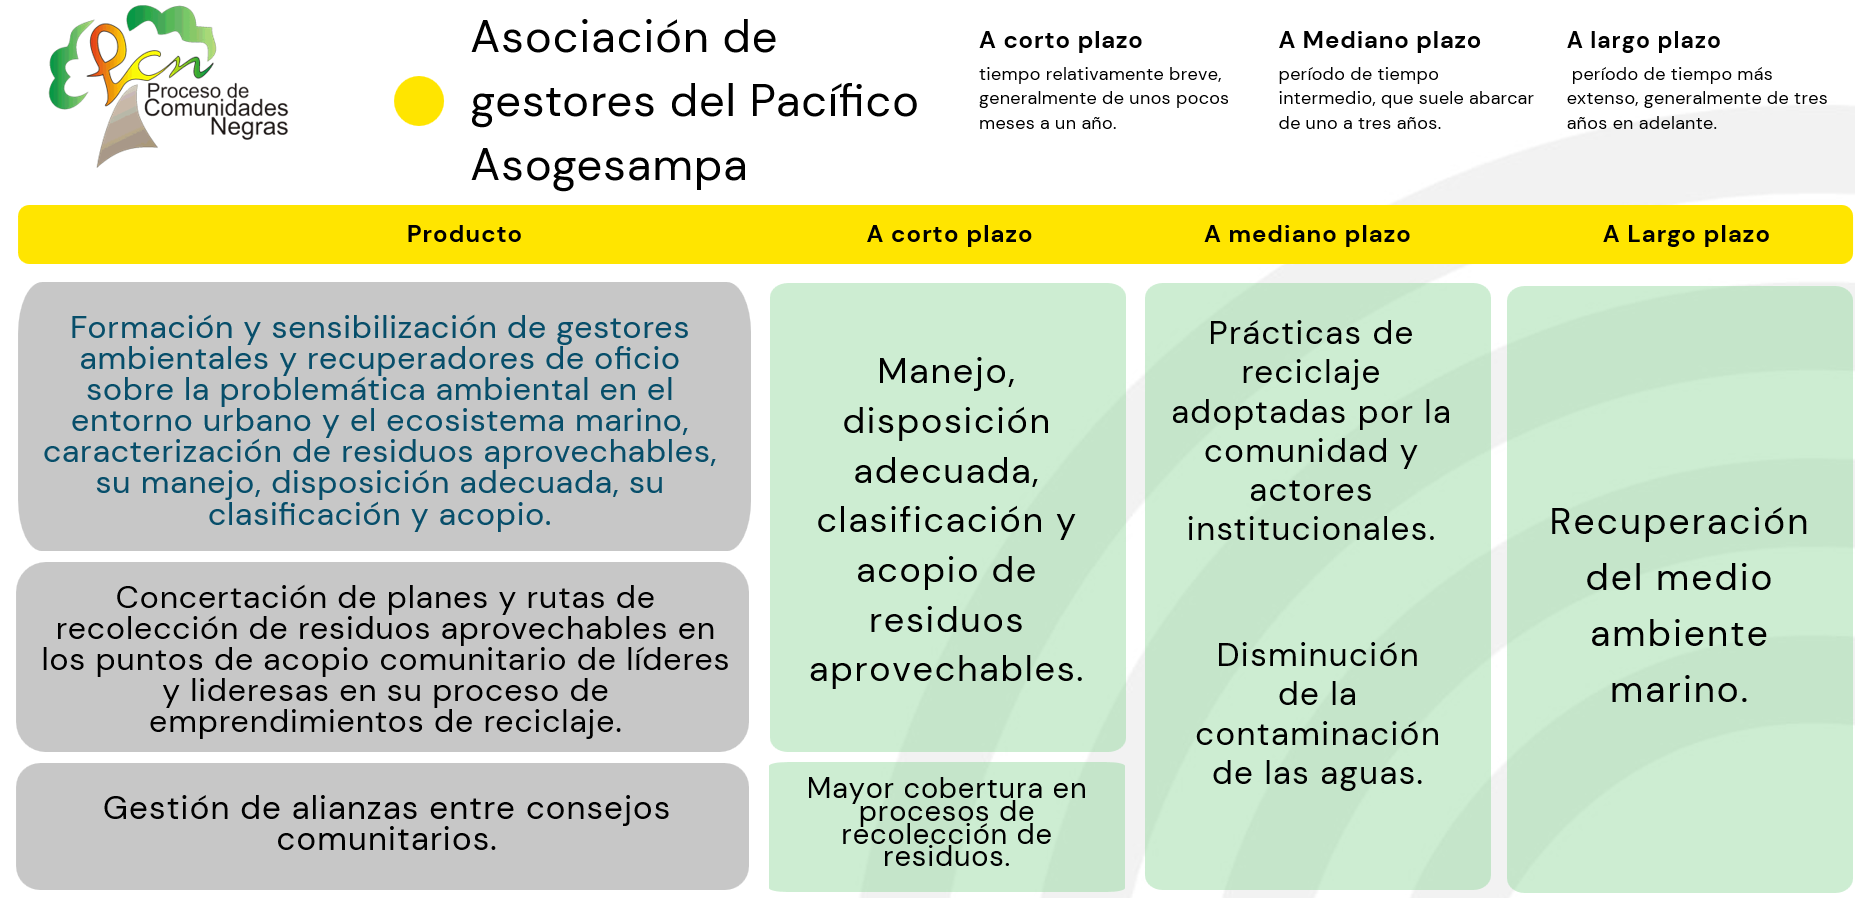 pcn
Proceso de
Comunidades
Negras
Asociación de
gestores del Pacífico
Asogesampa
A corto plazo
tiempo relativamente breve,
generalmente de unos pocos
meses a un año.
A Mediano plazo
período de tiempo
intermedio, que suele abarcar
de uno a tres años.
A largo plazo
período de tiempo más
extenso, generalmente de tres
años en adelante.
Producto
A corto plazo
A mediano plazo
A Largo plazo
Formación y sensibilización de gestores
ambientales y recuperadores de oficio
sobre la problemática ambiental en el
entorno urbano y el ecosistema marino,
caracterización de residuos aprovechables,
su manejo, disposición adecuada, su
clasificación y acopio.
Concertación de planes y rutas de
recolección de residuos aprovechables en
los puntos de acopio comunitario de líderes
y lideresas en su proceso de
emprendimientos de reciclaje.
Gestión de alianzas entre consejos
comunitarios.
Manejo,
disposición
adecuada,
clasificación y
acopio de
residuos
aprovechables.
Mayor cobertura en
procesos de
recolección de
residuos.
Prácticas de
reciclaje
adoptadas por la
comunidad y
actores
institucionales.
Disminución
de la
contaminación
de las aguas.
Recuperación
del medio
ambiente
marino.